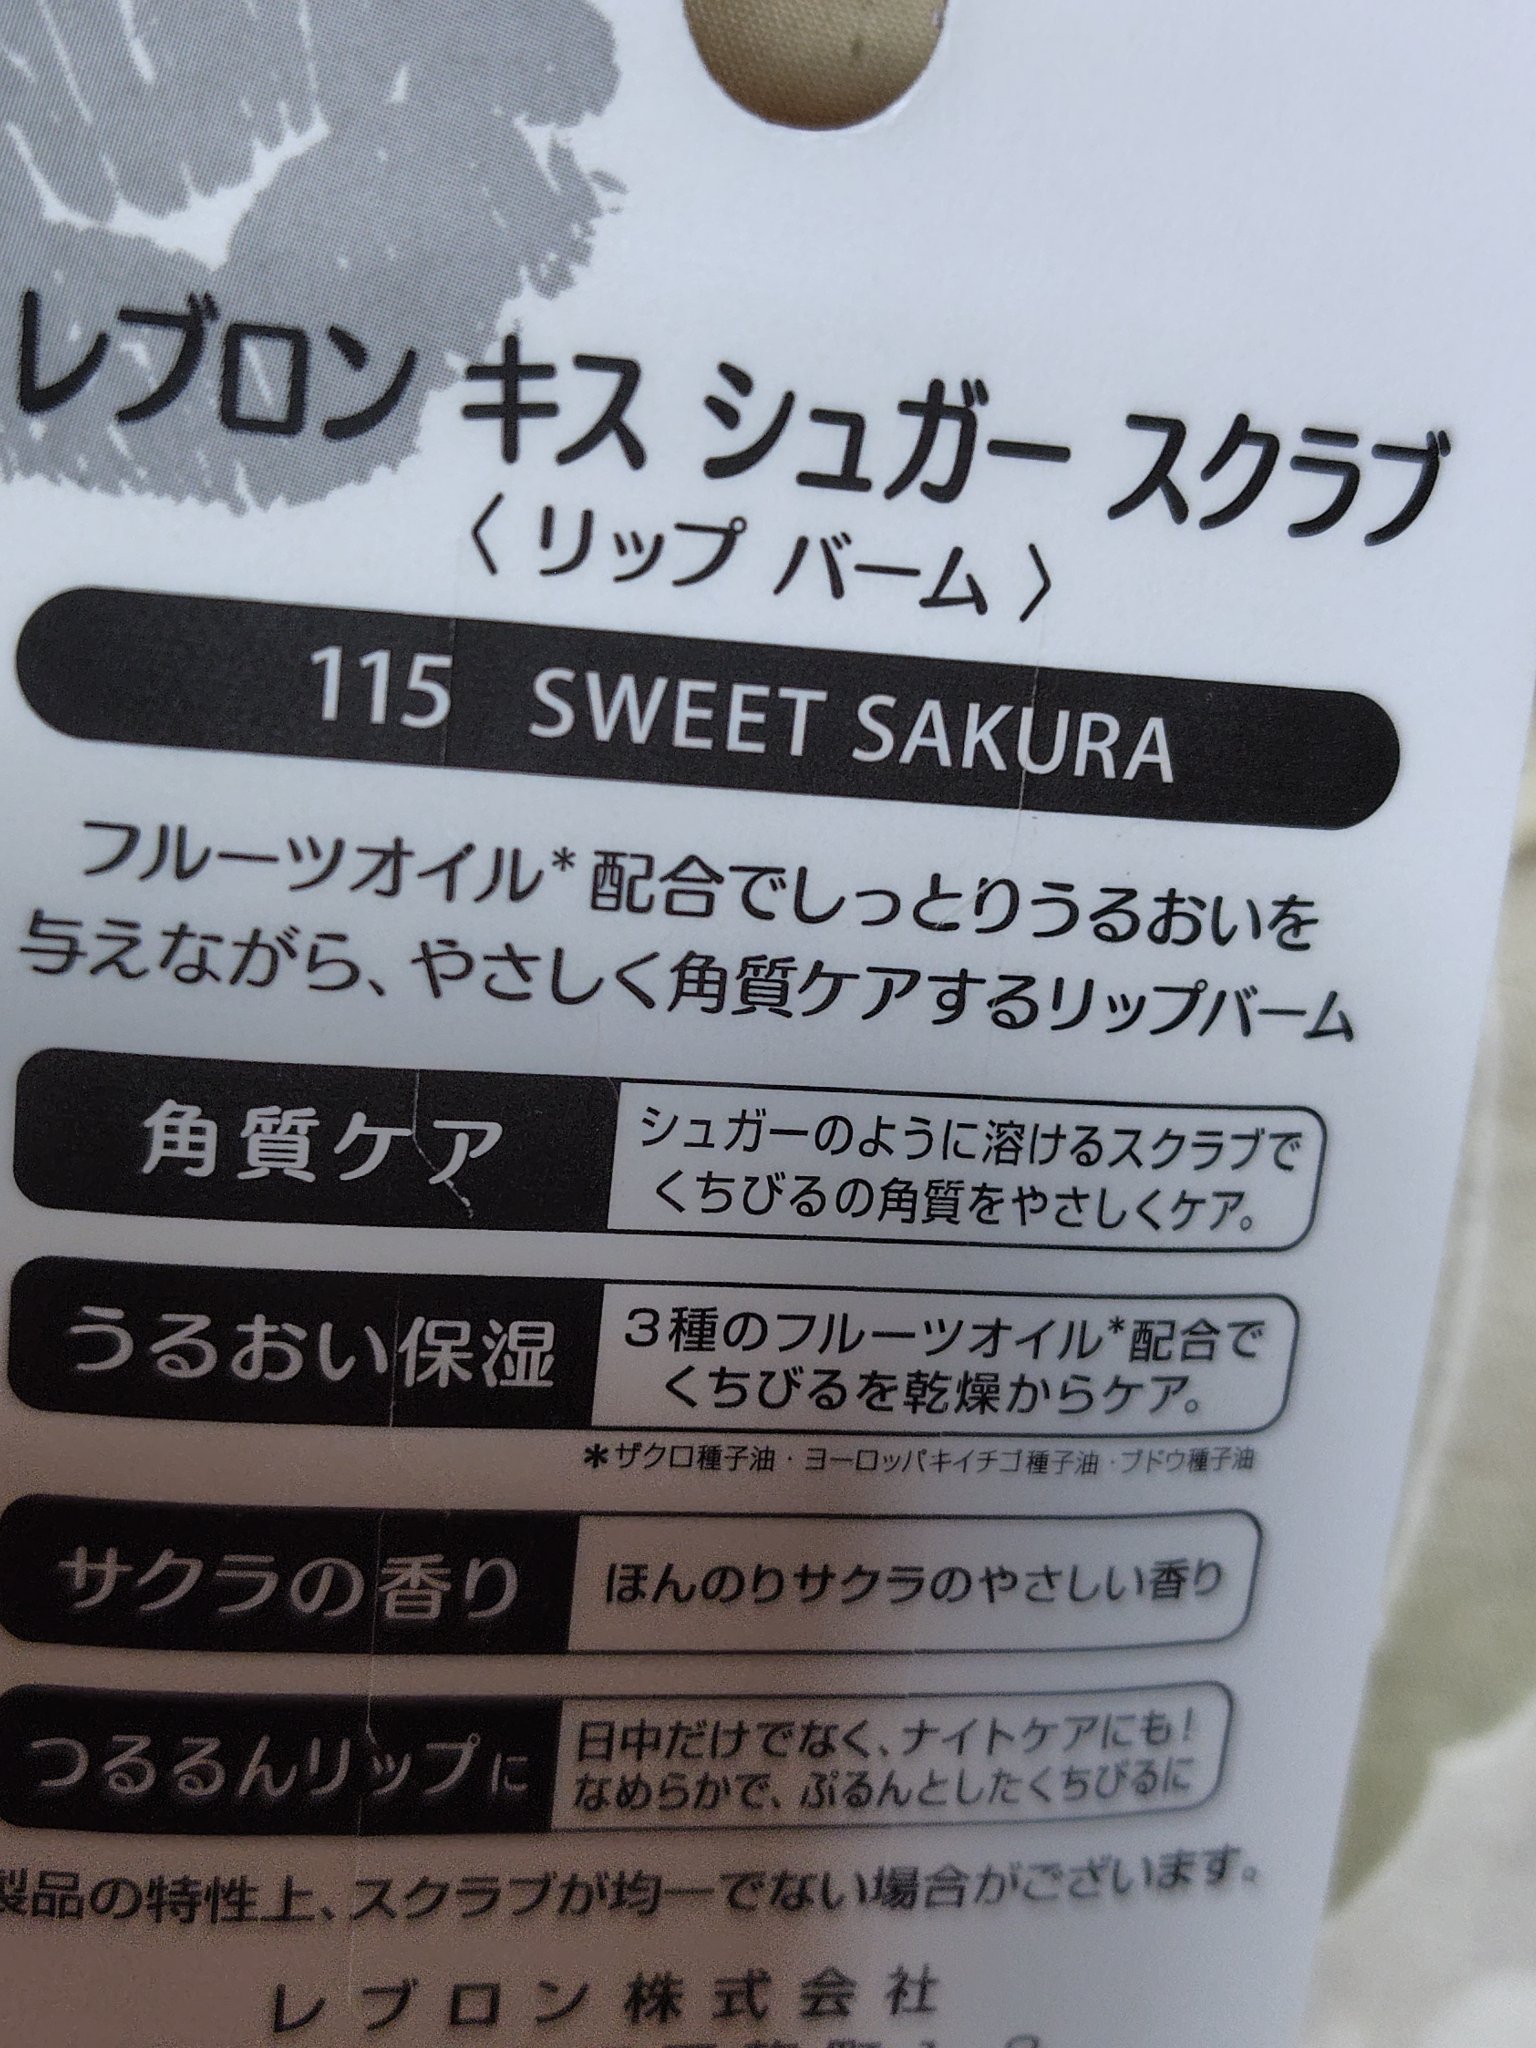 レブロン キス シュガー スクラブ
〈 リップ バーム 〉
115 SWEET SAKURA
フルーツオイル*配合でしっとりうるおいを
与えながら、やさしく角質ケアするリップバーム
角質ケア
シュガーのように溶けるスクラブで
くちびるの角質をやさしくケア。
うるおい保湿
3種のフルーツオイル*配合で
くちびるを乾燥からケア。
*ザクロ種子油・ヨーロッパキイチゴ種子油・ブドウ種子油
サクラの香り
ほんのりサクラのやさしい香り
つるるんリップに
日中だけでなく、ナイトケアにも!
なめらかで、ぷるんとしたくちびるに
製品の特性上、スクラブが均一でない場合がございます。
レブロン株式会社